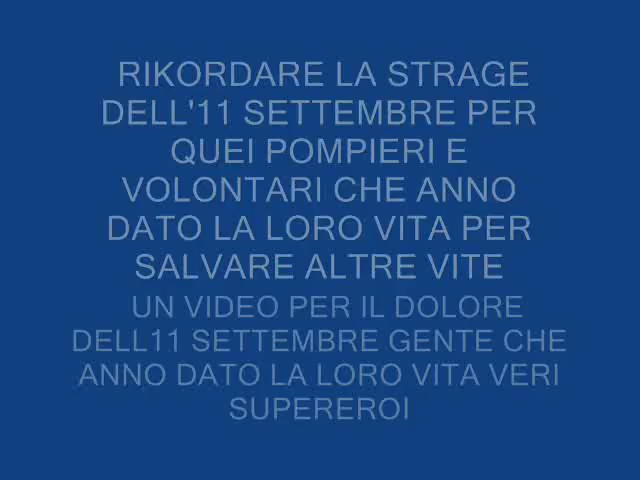 RIKORDARE LA STRAGE
DELL'11 SETTEMBRE PER
QUEI POMPIERI E
VOLONTARI CHE ANNO
DATO LA LORO VITA PER
SALVARE ALTRE VITE
UN VIDEO PER IL DOLORE
DELL11 SETTEMBRE GENTE CHE
ANNO DATO LA LORO VITA VERI
SUPEREROI